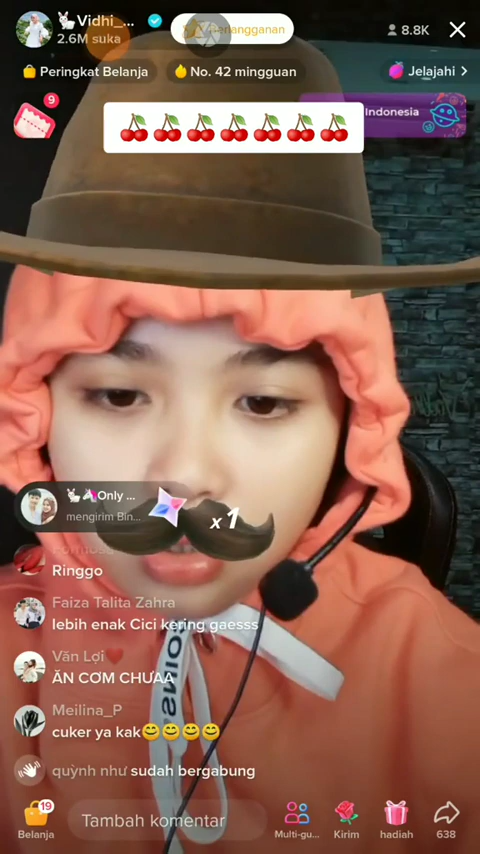 Vidhi_...
2.6M suka
8.8K
Peringkat Belanja
No. 42 mingguan
Jelajahi
9
Indonesia
Only ...
mengirim Bin...
x1
Ringgo
Faiza Talita Zahra
lebih enak Cici kering gaesss
Văn Lợi
ĂN CƠM CHƯAA
Meilina_P
cuker ya kak😊😊😊😊
quỳnh như sudah bergabung
19
Belanja
Tambah komentar
Multi-gu...
Kirim
hadiah
638